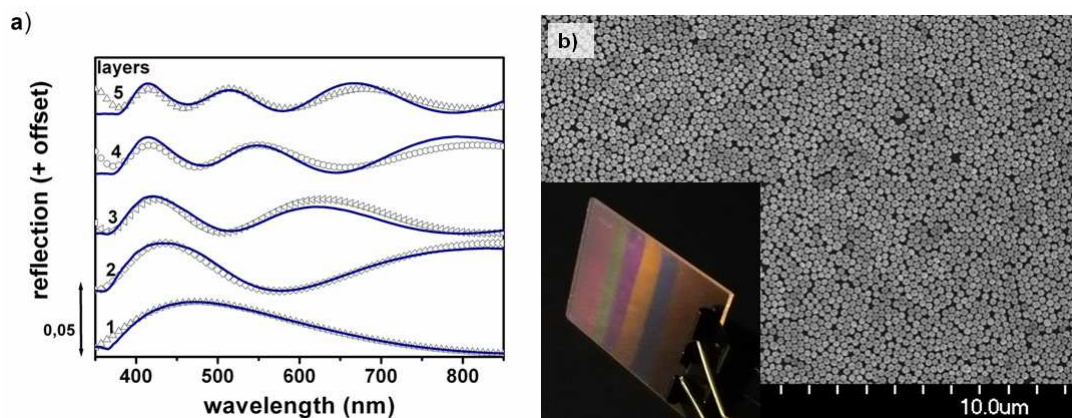 a)
layers
5
4
3
2
1
0,05
reflection (+ offset)
400 500 600 700 800
wavelength (nm)
b)
10.0um